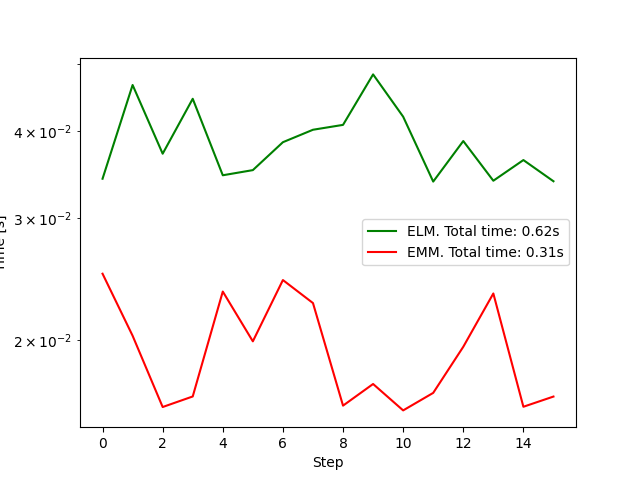 4 × 10⁻²
3 × 10⁻²
2 × 10⁻²
Time [s]
ELM. Total time: 0.62s
EMM. Total time: 0.31s
0 2 4 6 8 10 12 14
Step